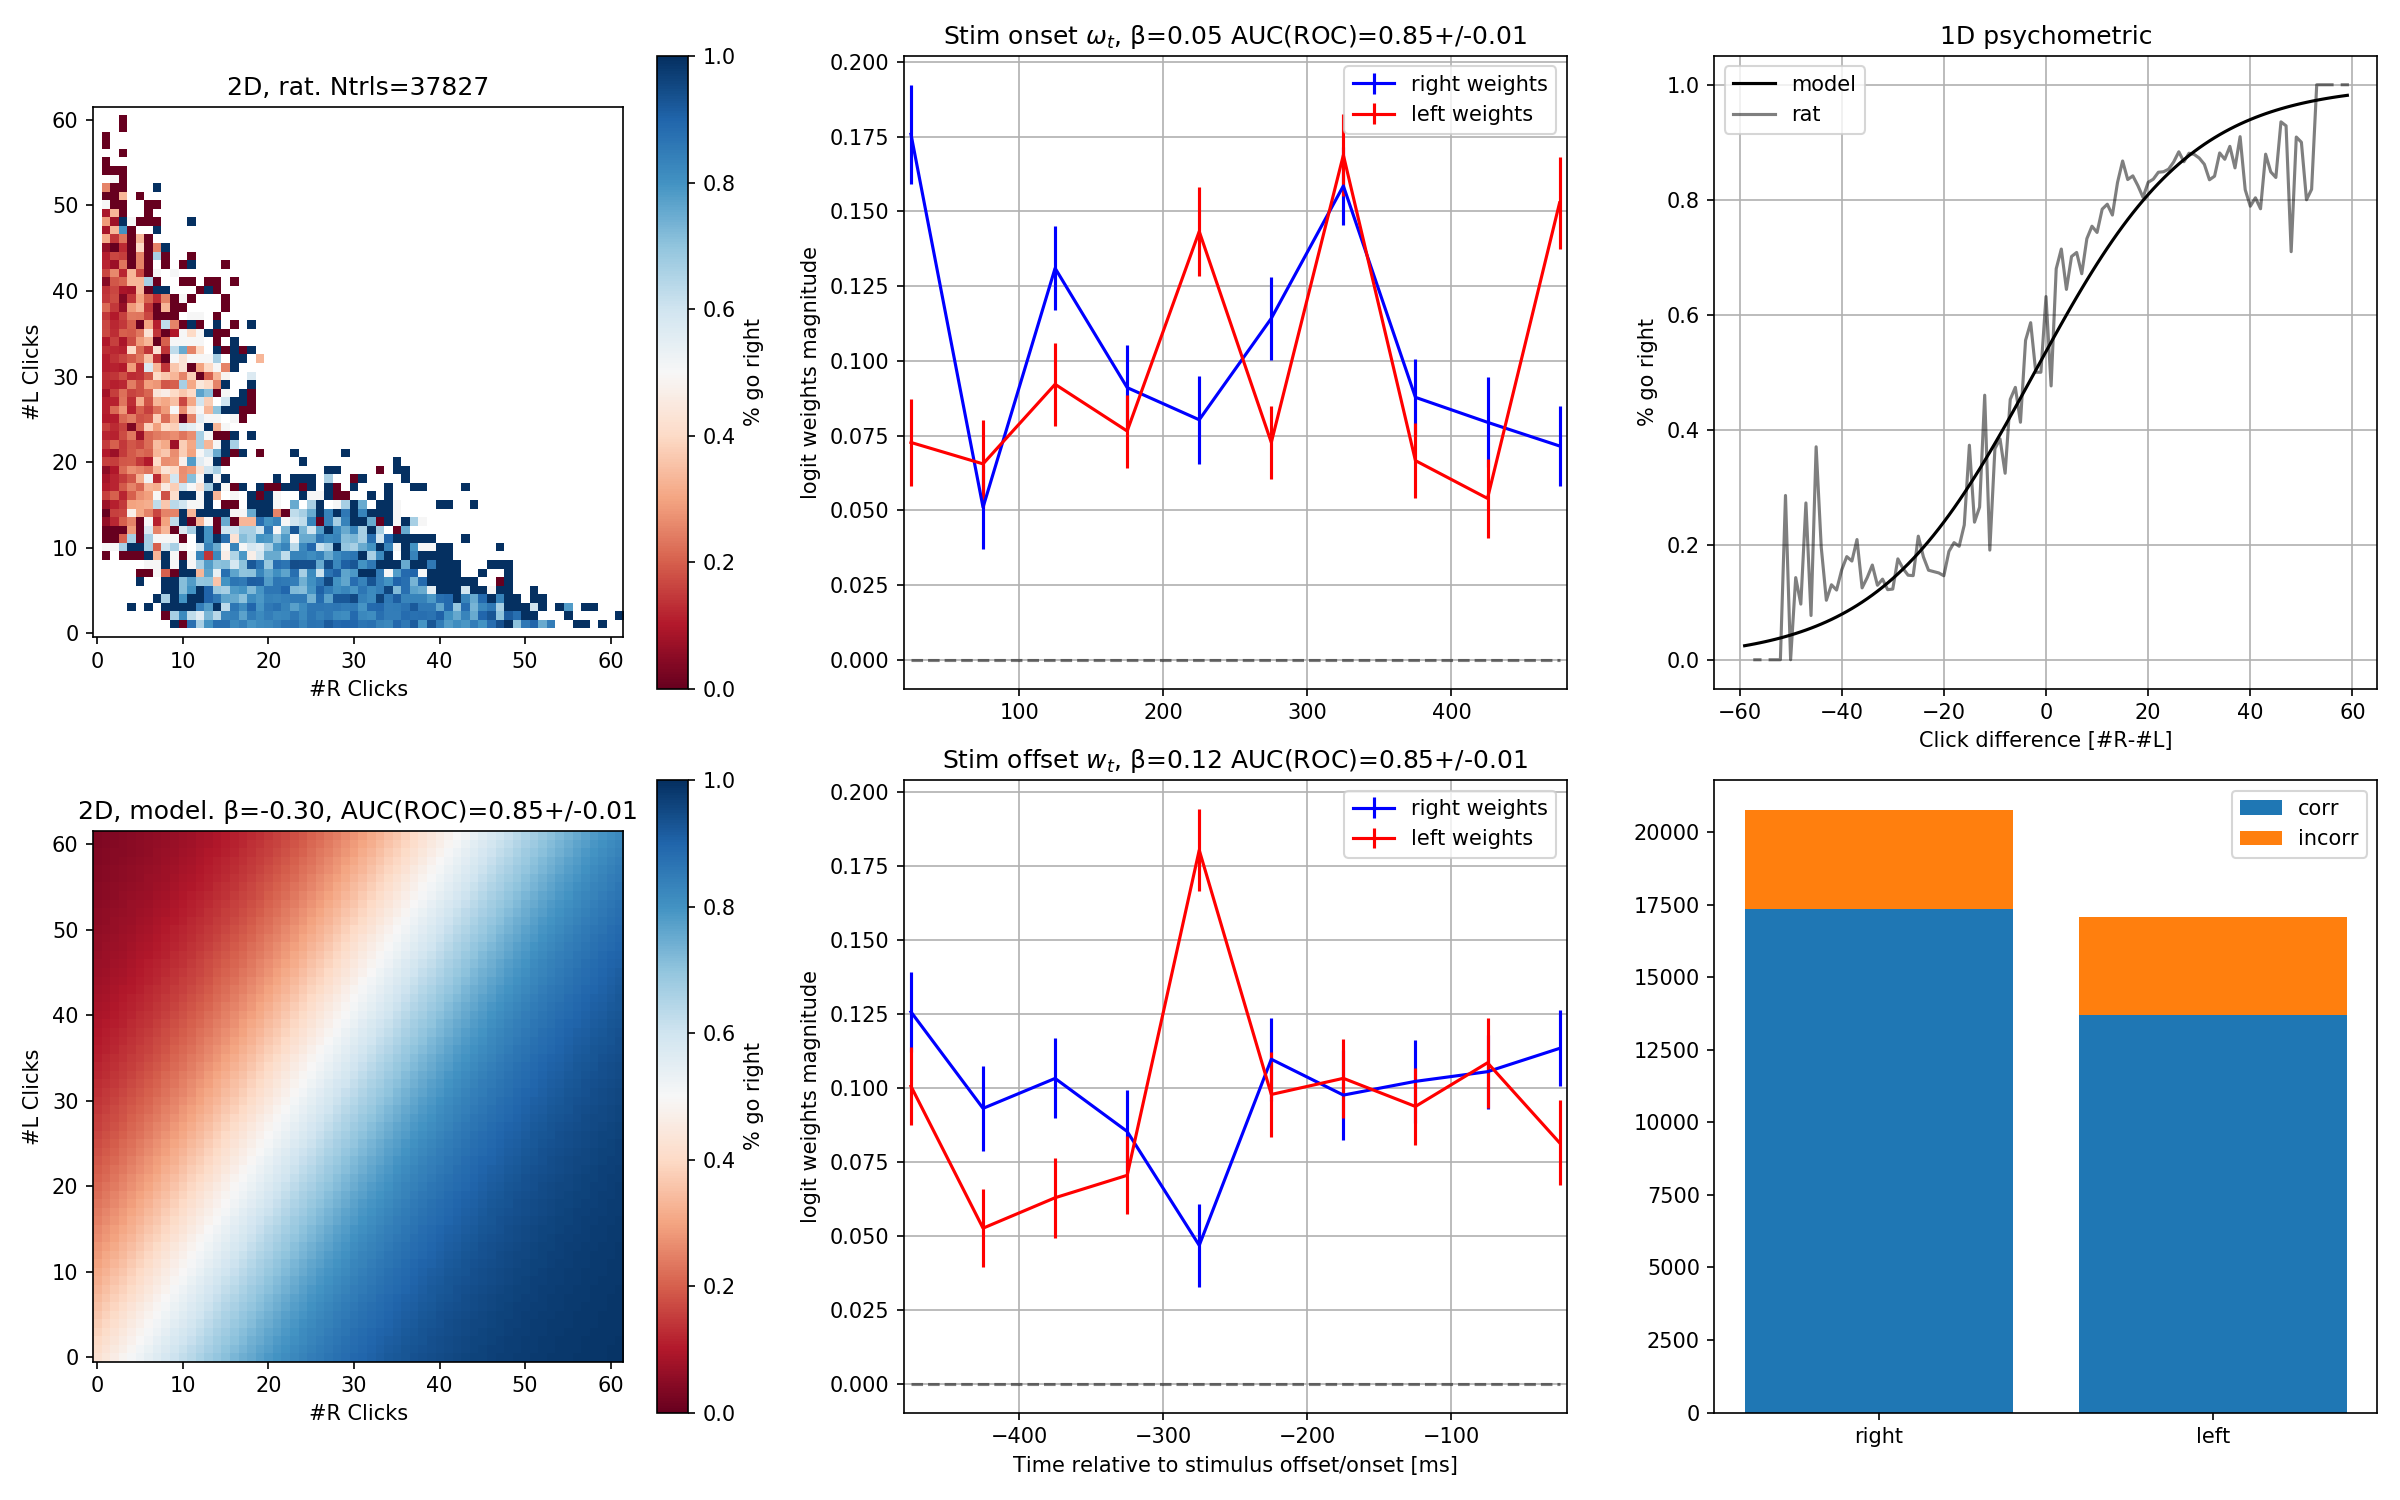 2D, rat. Ntrls=37827
60
50
40
30
20
10
0
#L Clicks
0 10 20 30 40 50 60
#R Clicks
1.0
0.8
0.6
0.4
0.2
0.0
% go right
Stim onset ωt, β=0.05 AUC(ROC)=0.85+/-0.01
right weights
left weights
0.200
0.175
0.150
0.125
0.100
0.075
0.050
0.025
0.000
logit weights magnitude
100 200 300 400
1D psychometric
model
rat
1.0
0.8
0.6
0.4
0.2
0.0
% go right
−60 −40 −20 0 20 40 60
Click difference [#R-#L]
2D, model. β=-0.30, AUC(ROC)=0.85+/-0.01
60
50
40
30
20
10
0
#L Clicks
0 10 20 30 40 50 60
#R Clicks
1.0
0.8
0.6
0.4
0.2
0.0
% go right
Stim offset wt, β=0.12 AUC(ROC)=0.85+/-0.01
right weights
left weights
0.200
0.175
0.150
0.125
0.100
0.075
0.050
0.025
0.000
logit weights magnitude
−400 −300 −200 −100
Time relative to stimulus offset/onset [ms]
corr
incorr
20000
17500
15000
12500
10000
7500
5000
2500
0
right left